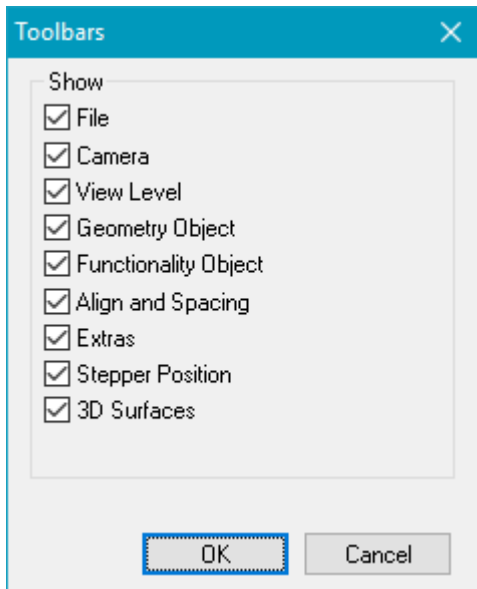 Toolbars
Show
File
Camera
View Level
Geometry Object
Functionality Object
Align and Spacing
Extras
Stepper Position
3D Surfaces
OK Cancel